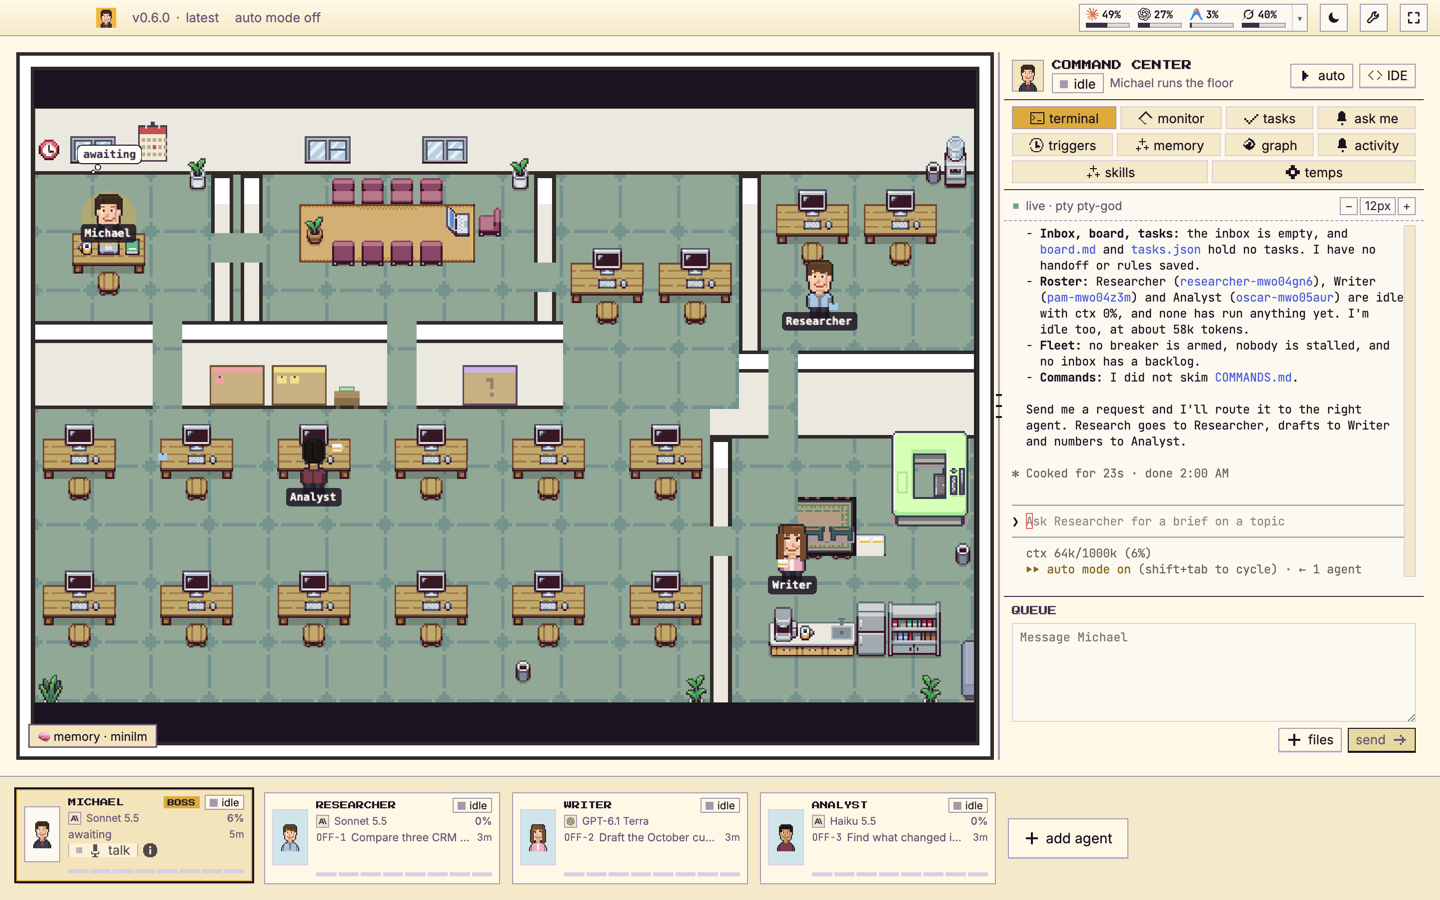 v0.6.0 · latest auto mode off
49% 27% 3% 40%
awaiting
Michael
Researcher
Analyst
Writer
memory · minilm
COMMAND CENTER
idle Michael runs the floor
auto
<> IDE
terminal monitor tasks ask me
triggers memory graph activity
skills temps
live · pty pty-god
− 12px +
- Inbox, board, tasks: the inbox is empty, and
board.md and tasks.json hold no tasks. I have no
handoff or rules saved.
- Roster: Researcher (researcher-mwo04gn6), Writer
(pam-mwo04z3m) and Analyst (oscar-mwo05aur) are idle
with ctx 0%, and none has run anything yet. I'm
idle too, at about 58k tokens.
- Fleet: no breaker is armed, nobody is stalled, and
no inbox has a backlog.
- Commands: I did not skim COMMANDS.md.
Send me a request and I'll route it to the right
agent. Research goes to Researcher, drafts to Writer
and numbers to Analyst.
✻ Cooked for 23s · done 2:00 AM
❯ Ask Researcher for a brief on a topic
ctx 64k/1000k (6%)
▸▸ auto mode on (shift+tab to cycle) · ← 1 agent
QUEUE
Message Michael
+ files
send →
MICHAEL BOSS idle
Sonnet 5.5 6%
awaiting 5m
talk
RESEARCHER idle
Sonnet 5.5 0%
OFF-1 Compare three CRM ... 3m
WRITER idle
GPT-6.1 Terra
OFF-2 Draft the October cu... 3m
ANALYST idle
Haiku 5.5 0%
OFF-3 Find what changed i... 3m
+ add agent